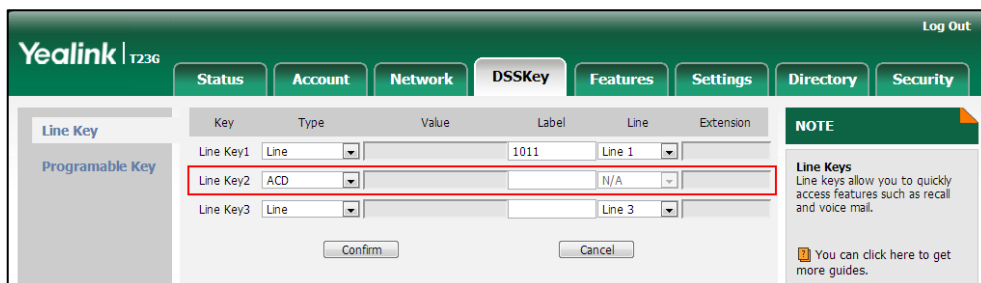 Log Out
Yealink T23G
Status Account Network DSSKey Features Settings Directory Security
Line Key
Programable Key
Key Type Value Label Line Extension
Line Key1 Line 1011 Line 1
Line Key2 ACD N/A
Line Key3 Line Line 3
Confirm Cancel
NOTE
Line Keys
Line keys allow you to quickly
access features such as recall
and voice mail.
You can click here to get
more guides.